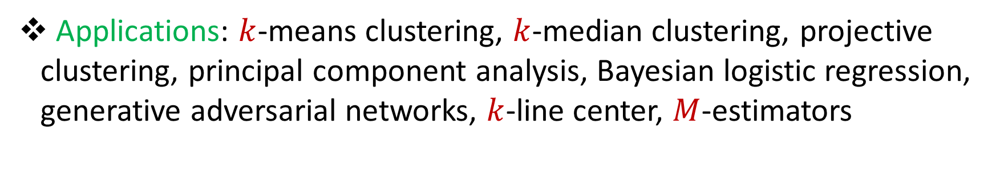 ❖ Applications: k-means clustering, k-median clustering, projective
clustering, principal component analysis, Bayesian logistic regression,
generative adversarial networks, k-line center, M-estimators